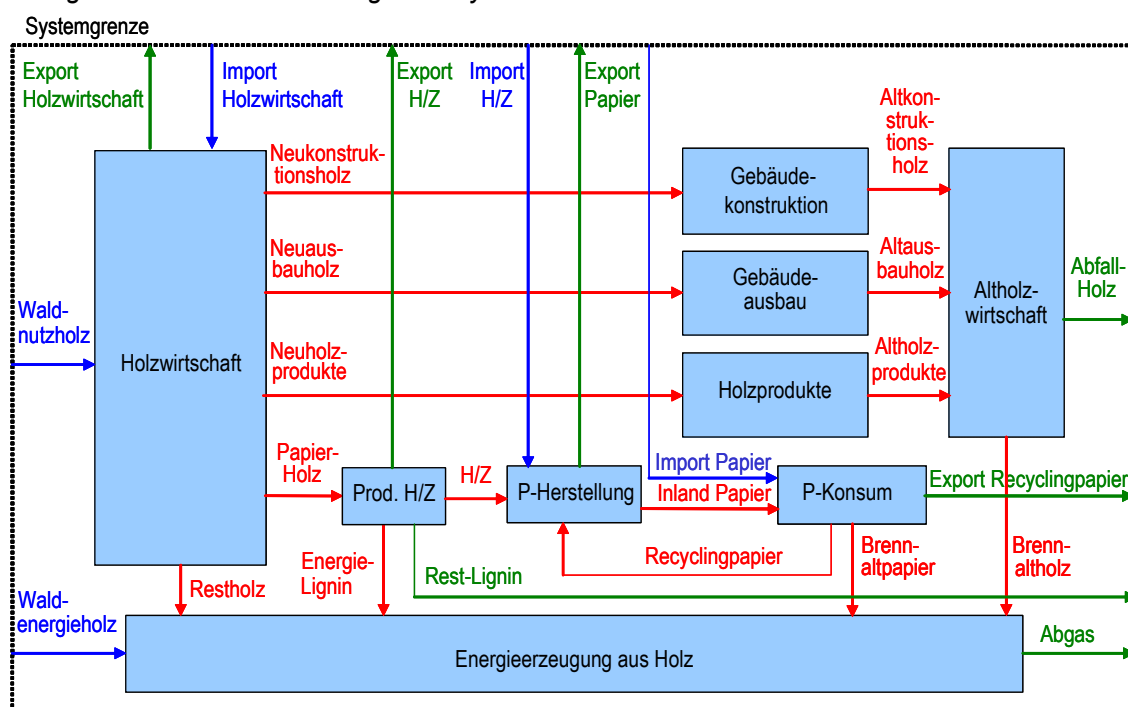 Systemgrenze
Export
Holzwirtschaft
Import
Holzwirtschaft
Export
H/Z
Import
H/Z
Export
Papier
Altkon-
struk-
tions-
holz
Neukonstruk-
tionsholz
Gebäude-
konstruktion
Neuaus-
bauholz
Gebäude-
ausbau
Altaus-
bauholz
Altholz-
wirtschaft
Abfall-
Holz
Wald-
nutzholz
Holzwirtschaft
Neuholz-
produkte
Holzprodukte
Altholz-
produkte
Papier-
Holz
Prod. H/Z
H/Z
P-Herstellung
Import Papier
Inland Papier
P-Konsum
Export Recyclingpapier
Restholz
Energie-
Lignin
Rest-Lignin
Recyclingpapier
Brenn-
altpapier
Brenn-
altholz
Wald-
energieholz
Energieerzeugung aus Holz
Abgas